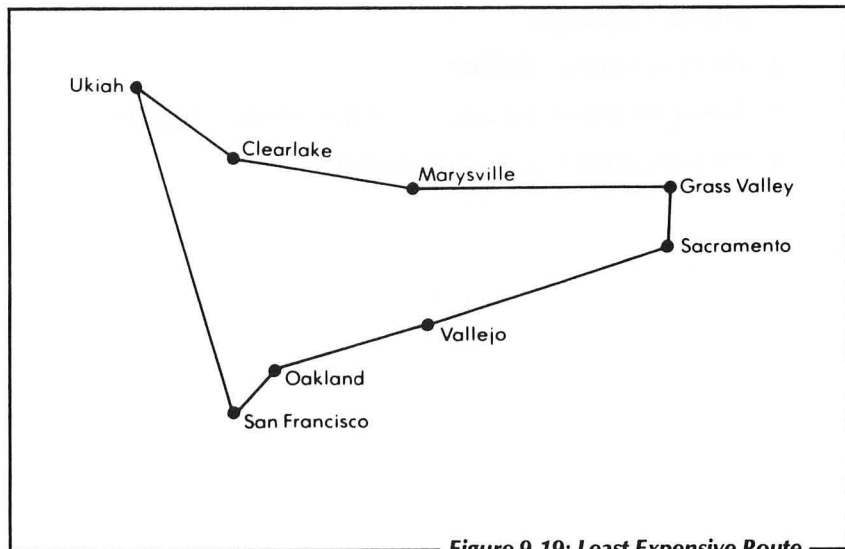 Ukiah
Clearlake
Marysville
Grass Valley
Sacramento
Vallejo
Oakland
San Francisco
Figure 9.19: Least Expensive Route